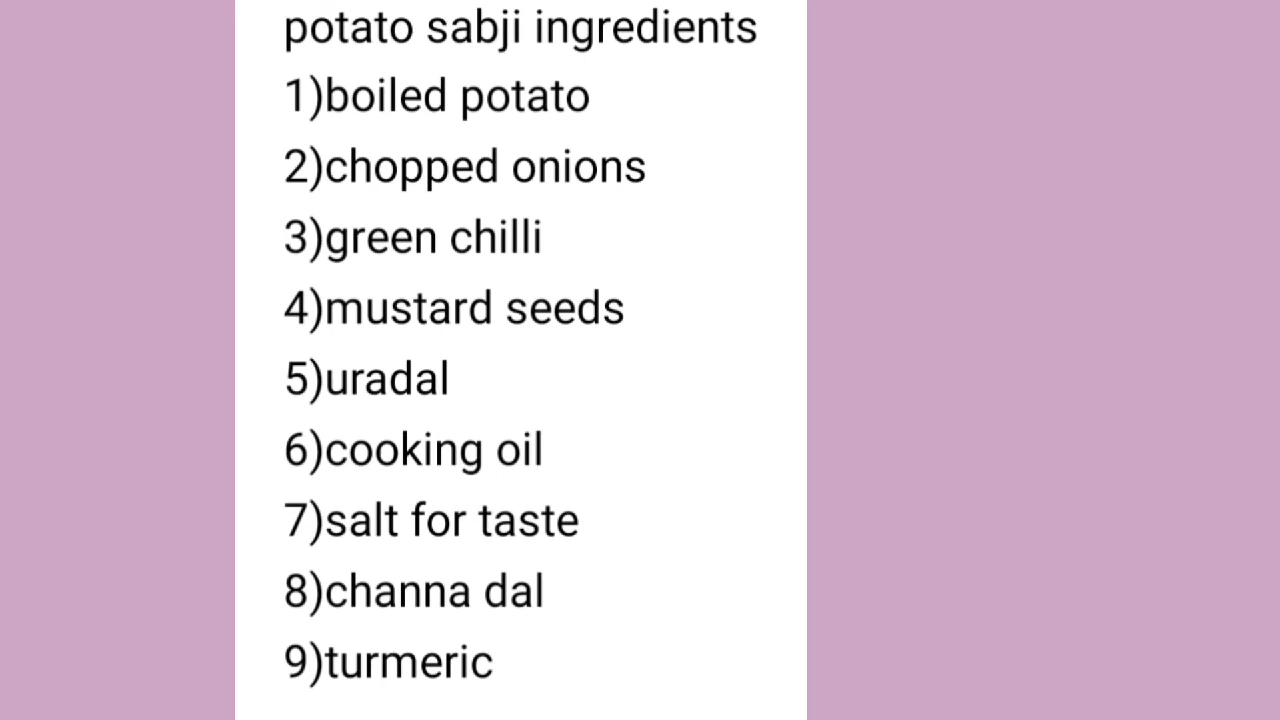 potato sabji ingredients
1)boiled potato
2)chopped onions
3)green chilli
4)mustard seeds
5)uradal
6)cooking oil
7)salt for taste
8)channa dal
9)turmeric